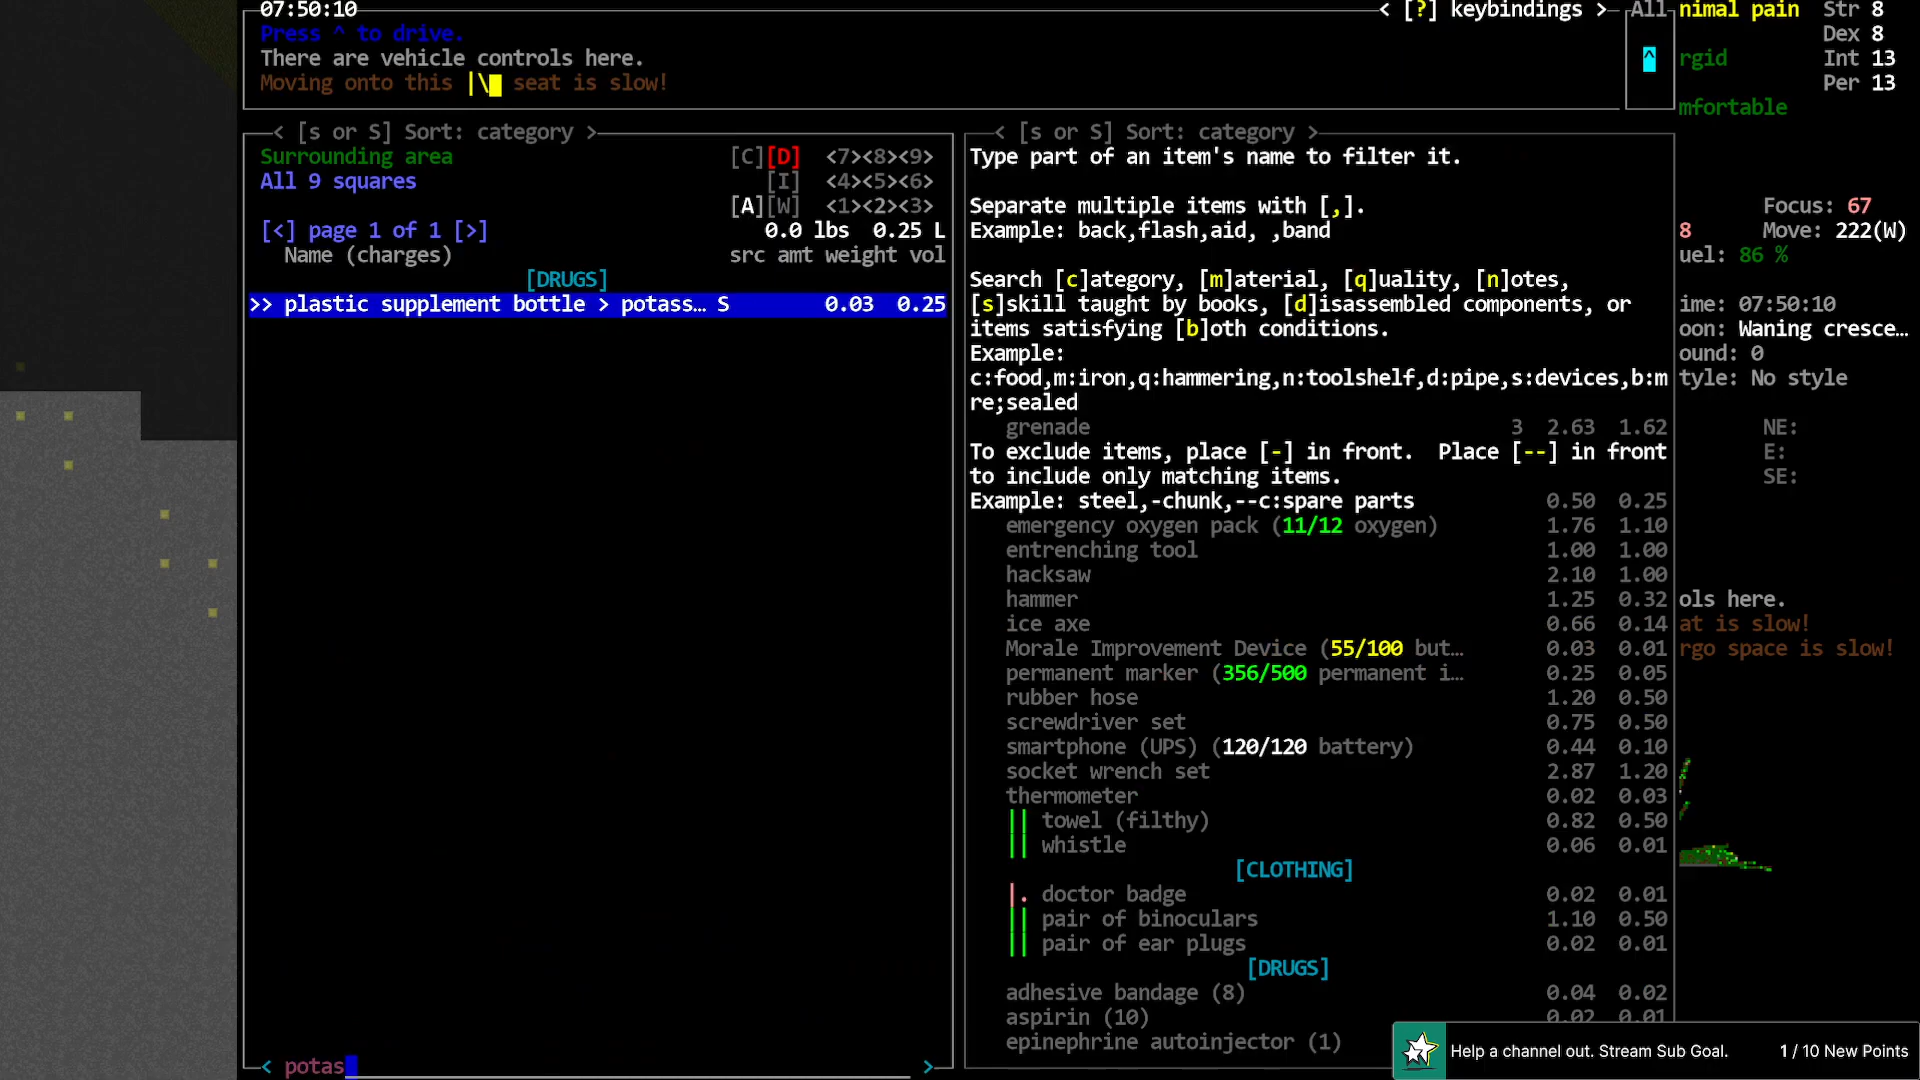 07:50:10
Press ^ to drive.
There are vehicle controls here.
Moving onto this |\ seat is slow!
< [?] keybindings >
All
^
nimal pain
Str 8
Dex 8
rgid
Int 13
Per 13
mfortable
< [s or S] Sort: category >
Surrounding area
[C][D] <7><8><9>
All 9 squares
[I] <4><5><6>
[A][W] <1><2><3>
[<] page 1 of 1 [>]
0.0 lbs 0.25 L
Name (charges)
src amt weight vol
[DRUGS]
>> plastic supplement bottle > potass… S 0.03 0.25
< potas >
< [s or S] Sort: category >
Type part of an item's name to filter it.
Separate multiple items with [,].
Example: back,flash,aid, ,band
Search [c]ategory, [m]aterial, [q]uality, [n]otes,
[s]skill taught by books, [d]isassembled components, or
items satisfying [b]oth conditions.
Example:
c:food,m:iron,q:hammering,n:toolshelf,d:pipe,s:devices,b:m
re;sealed
grenade 3 2.63 1.62
To exclude items, place [-] in front. Place [--] in front
to include only matching items.
Example: steel,-chunk,--c:spare parts 0.50 0.25
emergency oxygen pack (11/12 oxygen) 1.76 1.10
entrenching tool 1.00 1.00
hacksaw 2.10 1.00
hammer 1.25 0.32
ice axe 0.66 0.14
Morale Improvement Device (55/100 but… 0.03 0.01
permanent marker (356/500 permanent i… 0.25 0.05
rubber hose 1.20 0.50
screwdriver set 0.75 0.50
smartphone (UPS) (120/120 battery) 0.44 0.10
socket wrench set 2.87 1.20
thermometer 0.02 0.03
|| towel (filthy) 0.82 0.50
|| whistle 0.06 0.01
[CLOTHING]
|. doctor badge 0.02 0.01
|| pair of binoculars 1.10 0.50
|| pair of ear plugs 0.02 0.01
[DRUGS]
adhesive bandage (8) 0.04 0.02
aspirin (10) 0.02 0.01
epinephrine autoinjector (1)
Focus: 67
8 Move: 222(W)
uel: 86 %
ime: 07:50:10
oon: Waning cresce…
ound: 0
tyle: No style
NE:
E:
SE:
ols here.
at is slow!
rgo space is slow!
Help a channel out. Stream Sub Goal. 1 / 10 New Points